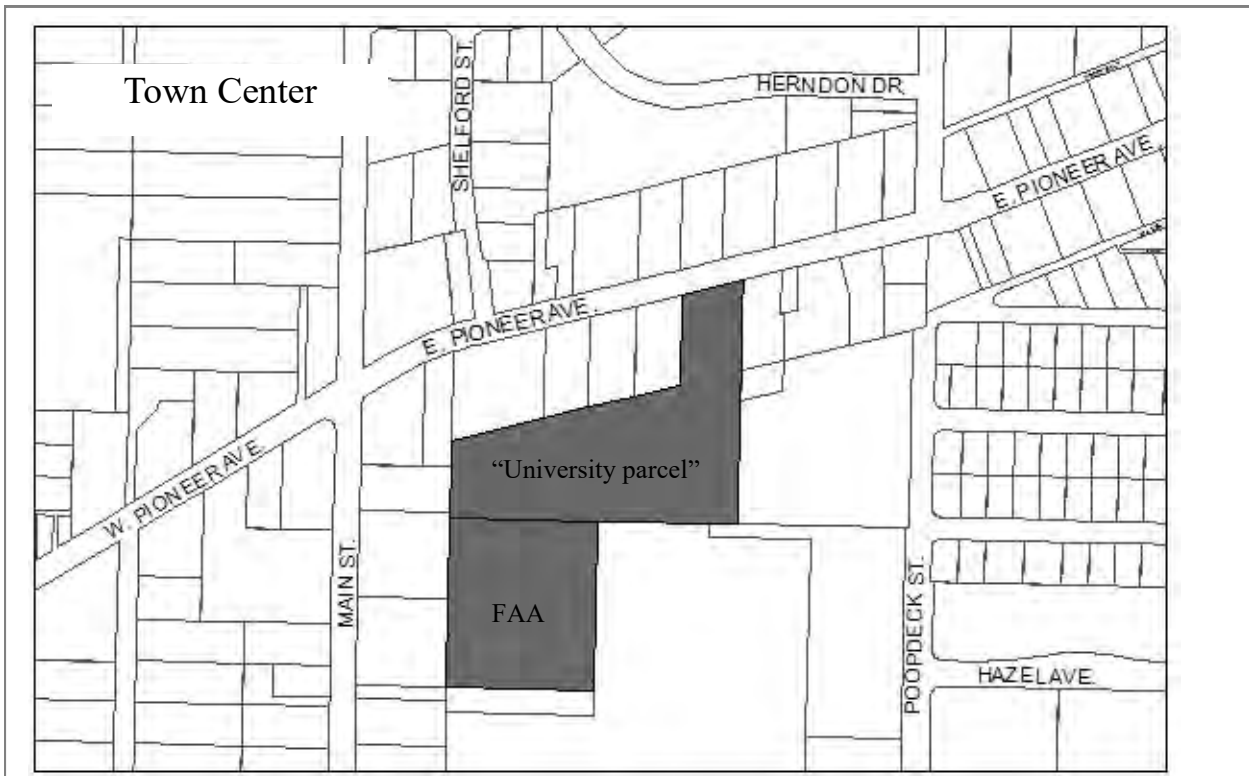 Town Center
SHELFORD ST.
HERNDON DR.
E. PIONEER AVE.
E. PIONEER AVE.
W. PIONEER AVE.
"University parcel"
MAIN ST.
FAA
POOPDECK ST.
HAZEL AVE.